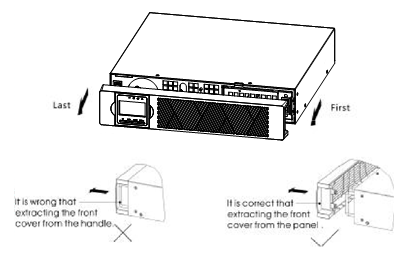 Last
First
It is wrong that
extracting the front
cover from the handle.
It is correct that
extracting the front
cover from the panel .